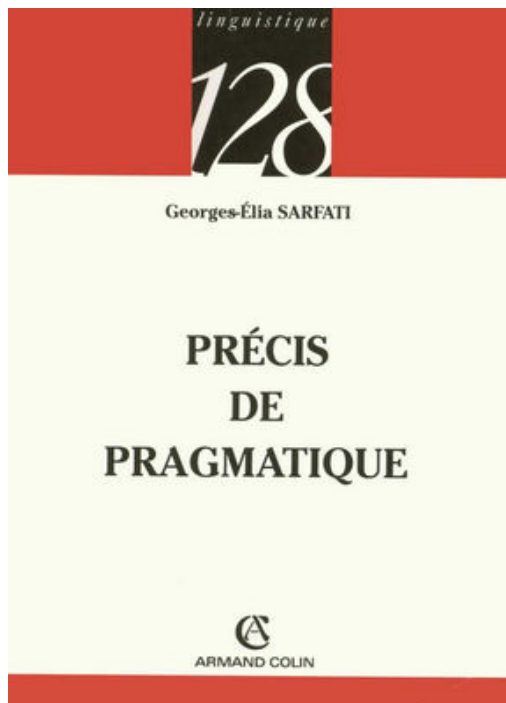 linguistique
128
Georges-Élia SARFATI
PRÉCIS
DE
PRAGMATIQUE
AC
ARMAND COLIN